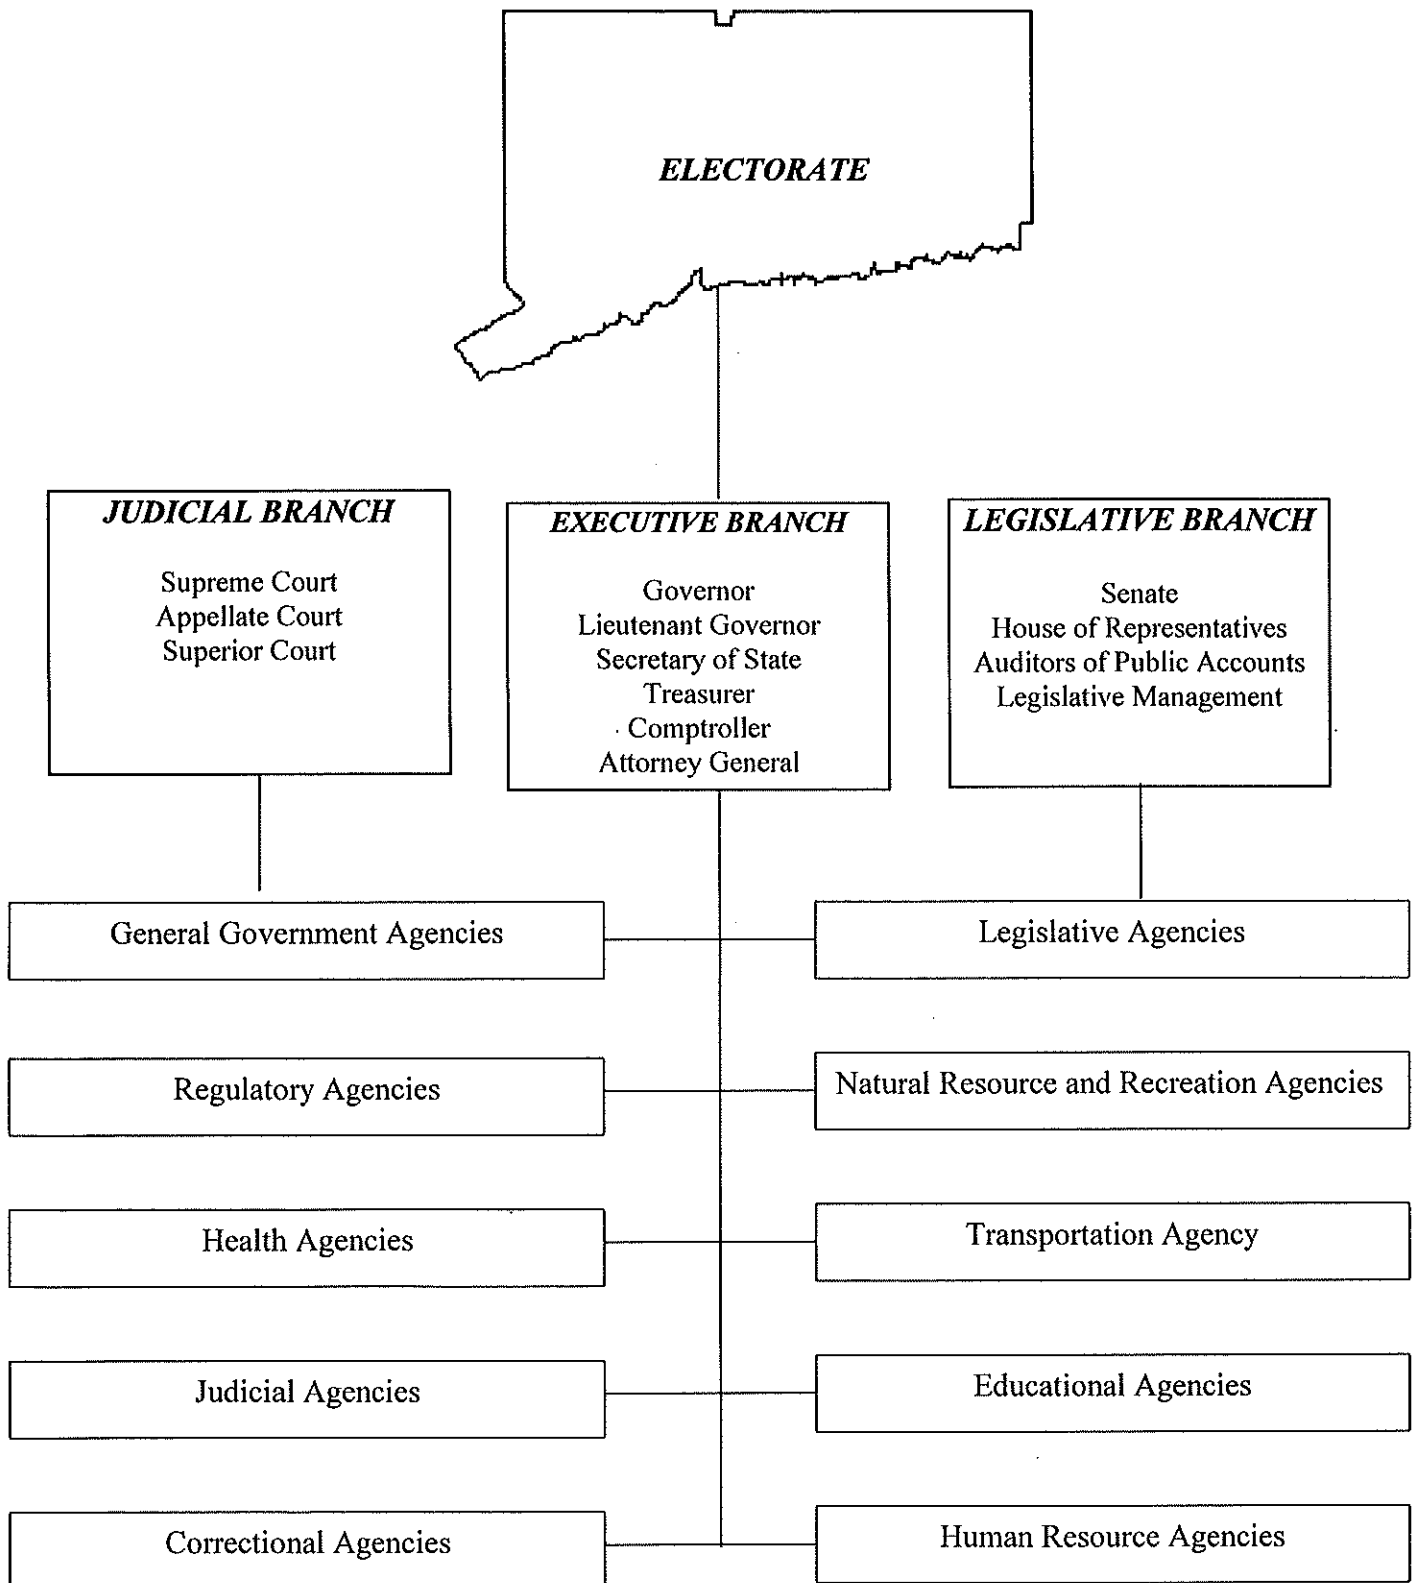 ELECTORATE
JUDICIAL BRANCH
Supreme Court
Appellate Court
Superior Court
EXECUTIVE BRANCH
Governor
Lieutenant Governor
Secretary of State
Treasurer
Comptroller
Attorney General
LEGISLATIVE BRANCH
Senate
House of Representatives
Auditors of Public Accounts
Legislative Management
General Government Agencies
Legislative Agencies
Regulatory Agencies
Natural Resource and Recreation Agencies
Health Agencies
Transportation Agency
Judicial Agencies
Educational Agencies
Correctional Agencies
Human Resource Agencies